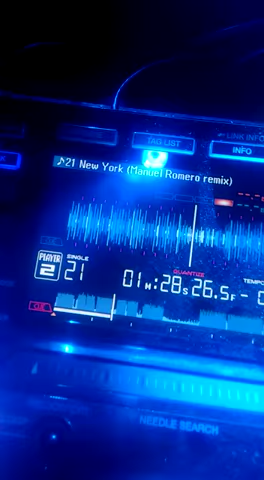 TAG LIST
LINK INFO
INFO
♪21 New York (Manuel Romero remix)
PLAYER
2
SINGLE
21
QUANTIZE
TEMPO
01M:28S26.5F
CUE
NEEDLE SEARCH